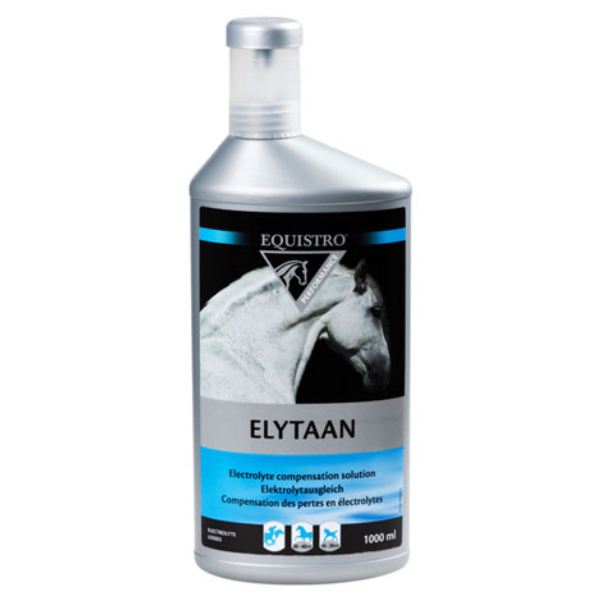 EQUISTRO®
PERFORMANCE
ELYTAAN
Electrolyte compensation solution
Elektrolytausgleich
Compensation des pertes en électrolytes
ELECTROLYTE
LOSSES
1000 ml